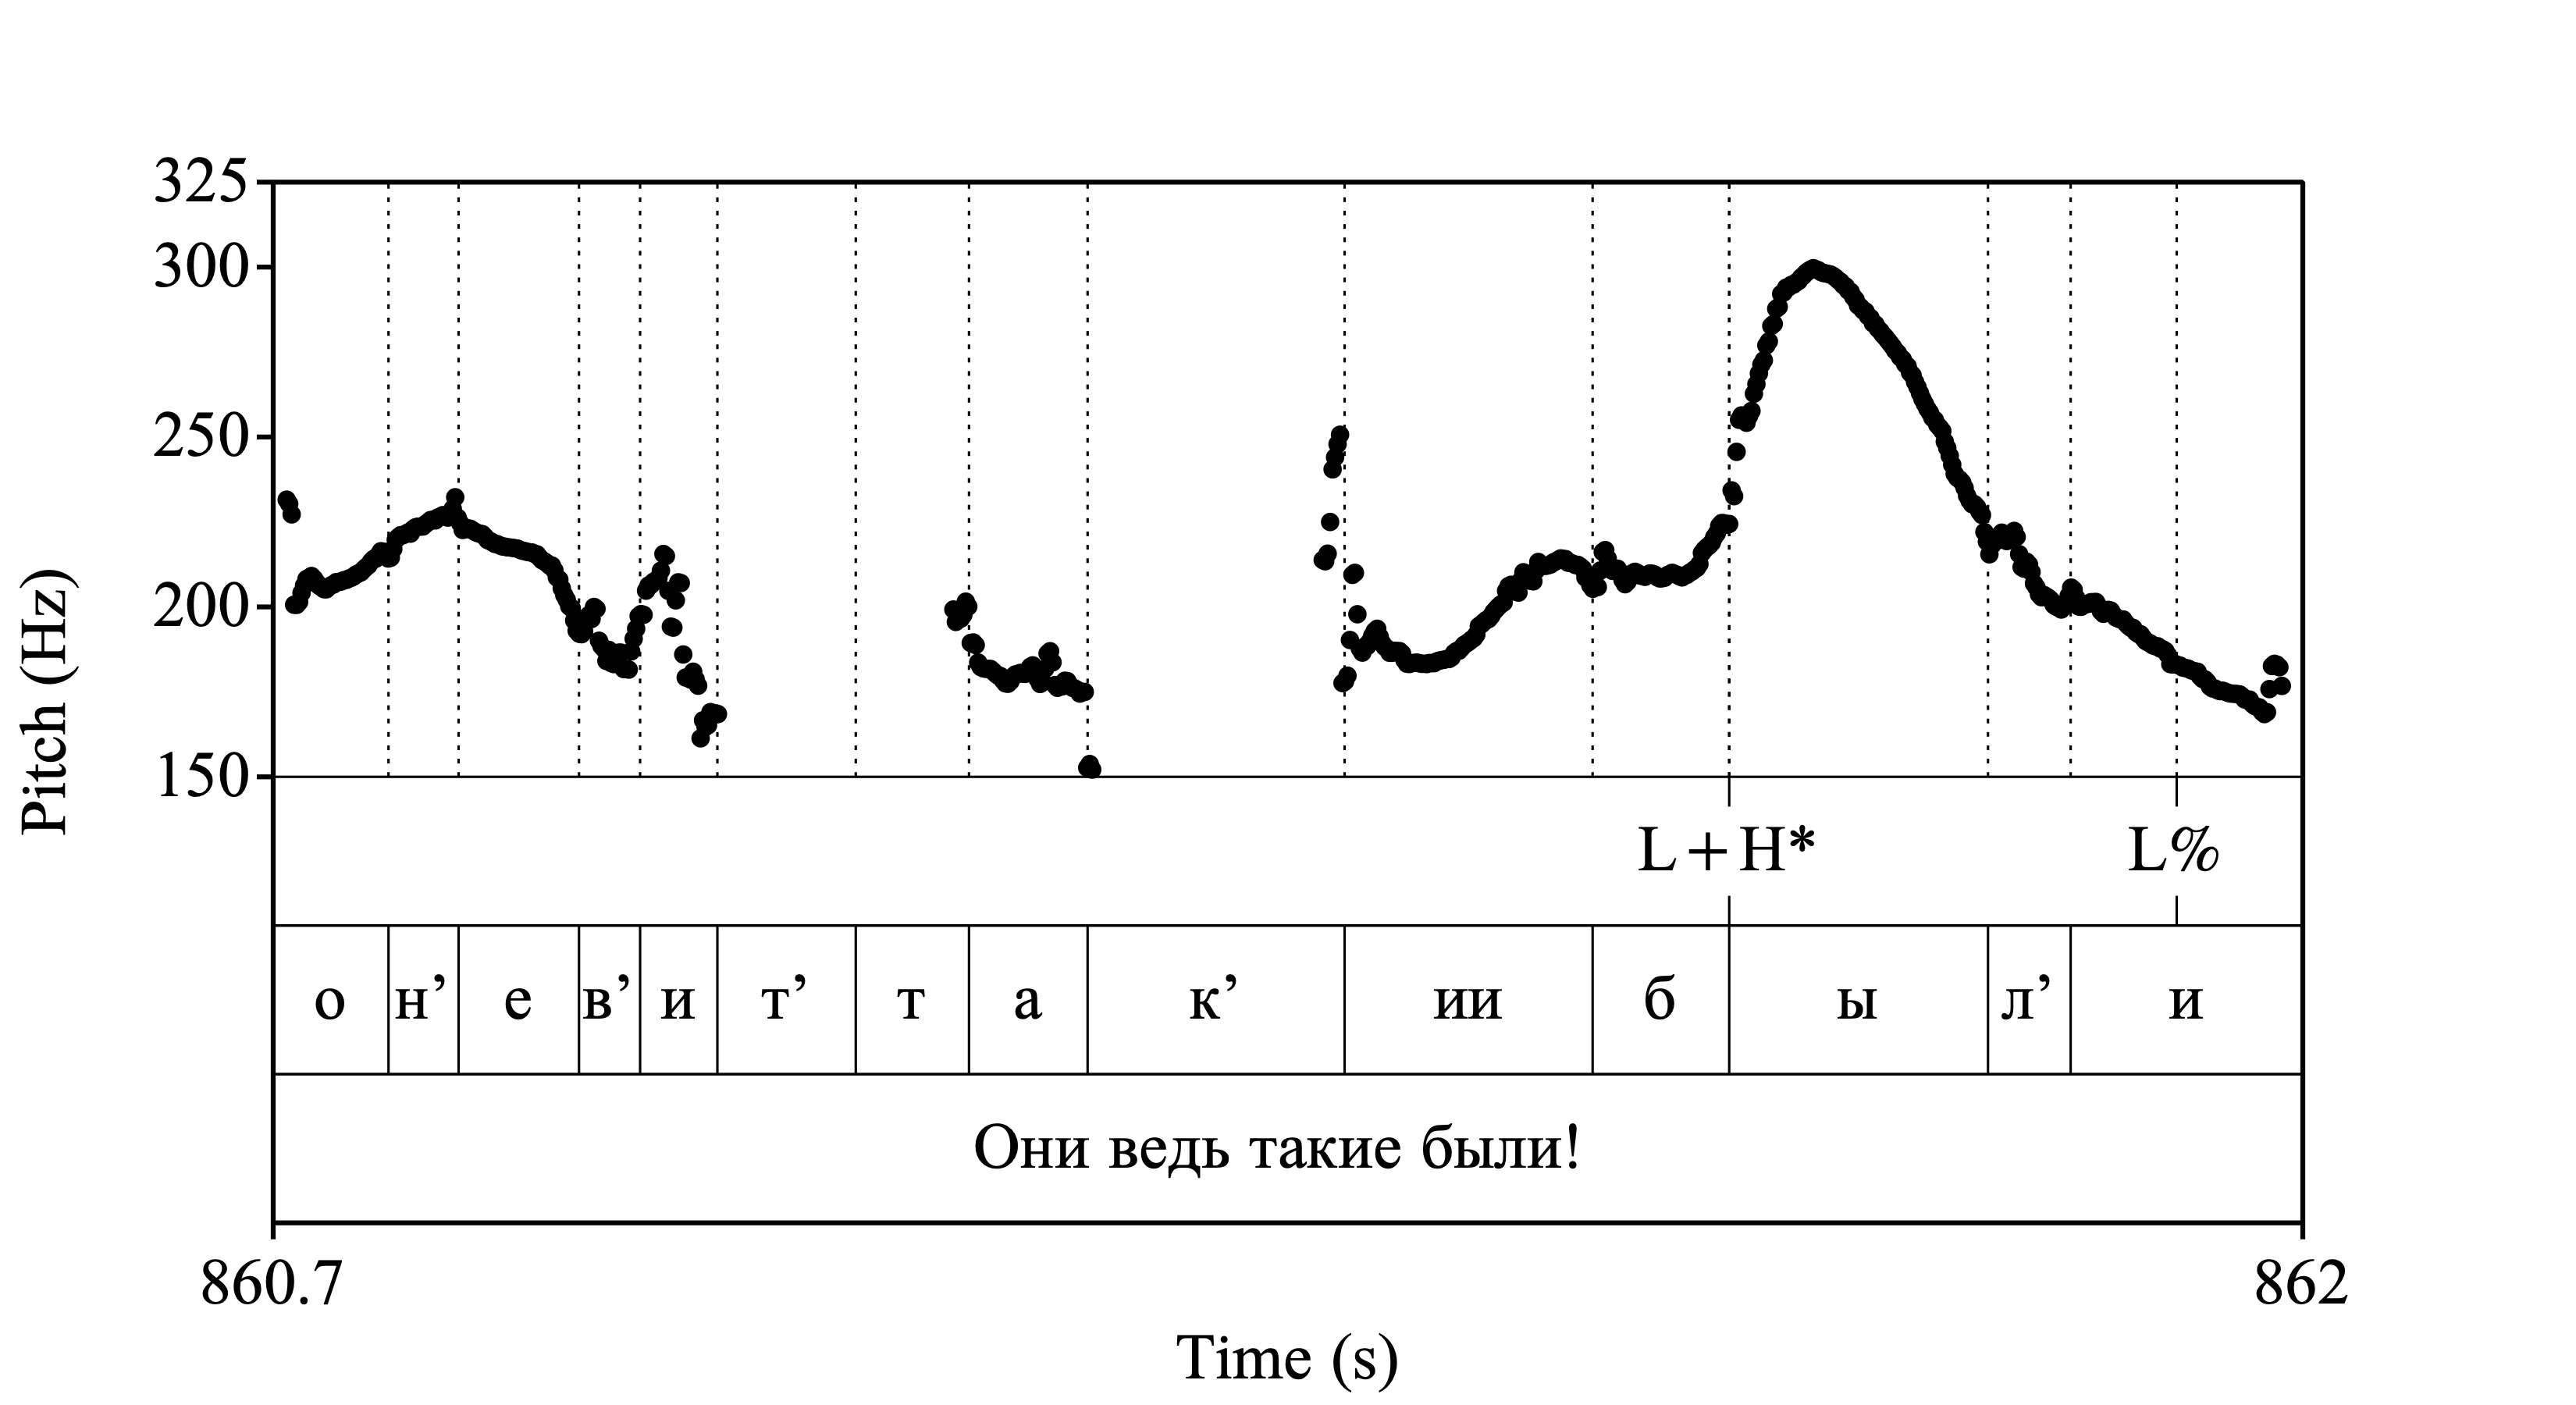 325
300
250
200
150
Pitch (Hz)
L+H* L%
о н’ е в’ и т’ т а к’ ии б ы л’ и
Они ведь такие были!
860.7 862
Time (s)